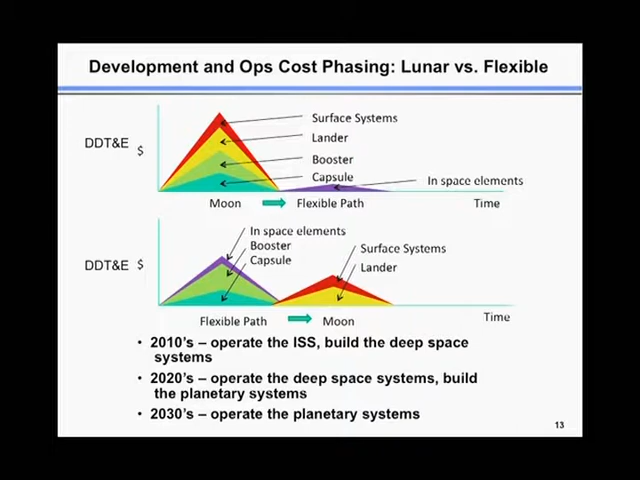 Development and Ops Cost Phasing: Lunar vs. Flexible
DDT&E $
Surface Systems
Lander
Booster
Capsule
In space elements
Moon
Flexible Path
Time
DDT&E $
In space elements
Booster
Capsule
Surface Systems
Lander
Flexible Path
Moon
Time
• 2010's – operate the ISS, build the deep space
systems
• 2020's – operate the deep space systems, build
the planetary systems
• 2030's – operate the planetary systems
13